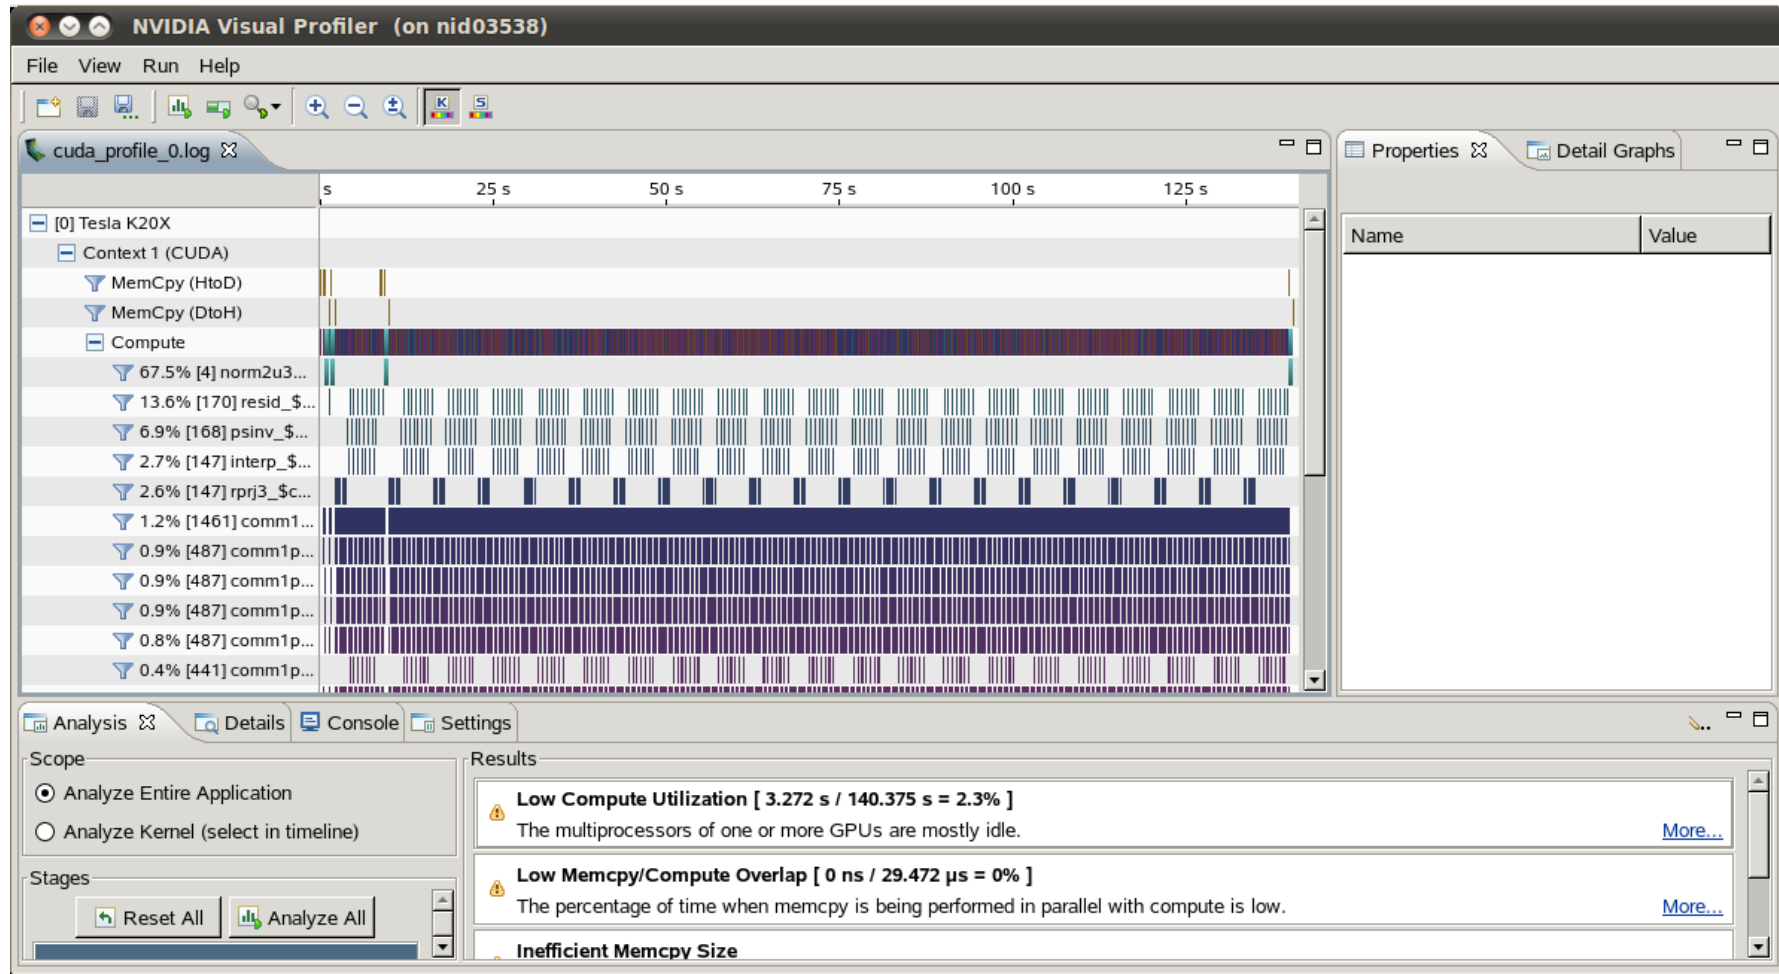 NVIDIA Visual Profiler (on nid03538)
File View Run Help
K S
cuda_profile_0.log
s 25 s 50 s 75 s 100 s 125 s
[0] Tesla K20X
Context 1 (CUDA)
MemCpy (HtoD)
MemCpy (DtoH)
Compute
67.5% [4] norm2u3...
13.6% [170] resid_$...
6.9% [168] psinv_$...
2.7% [147] interp_$...
2.6% [147] rprj3_$c...
1.2% [1461] comm1...
0.9% [487] comm1p...
0.9% [487] comm1p...
0.9% [487] comm1p...
0.8% [487] comm1p...
0.4% [441] comm1p...
Properties Detail Graphs
Name Value
Analysis Details Console Settings
Scope
Analyze Entire Application
Analyze Kernel (select in timeline)
Stages
Reset All Analyze All
Results
Low Compute Utilization [ 3.272 s / 140.375 s = 2.3% ]
The multiprocessors of one or more GPUs are mostly idle. More...
Low Memcpy/Compute Overlap [ 0 ns / 29.472 μs = 0% ]
The percentage of time when memcpy is being performed in parallel with compute is low. More...
Inefficient Memcpy Size